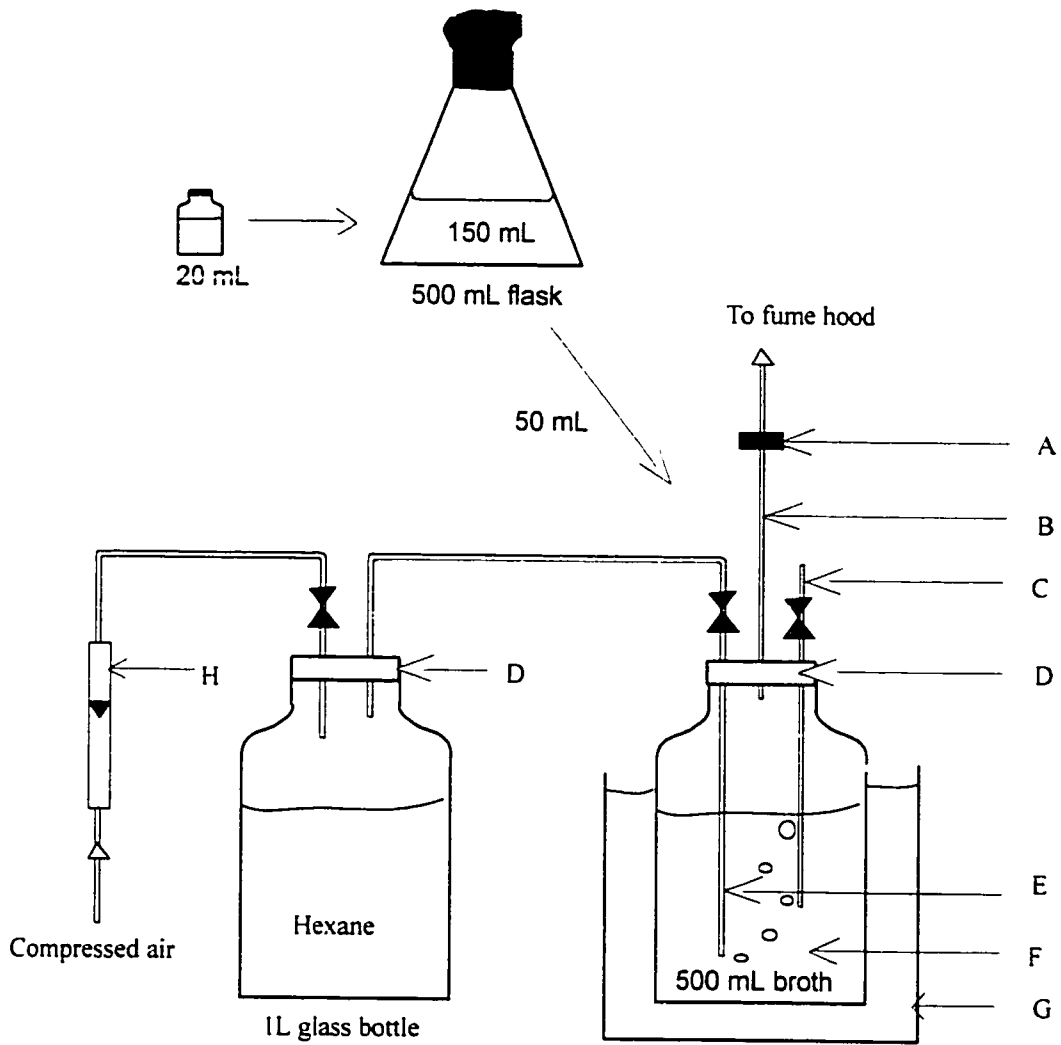 150 mL
20 mL
500 mL flask
To fume hood
50 mL
A
B
C
H
D
D
E
Hexane
F
Compressed air
500 mL broth
G
1L glass bottle